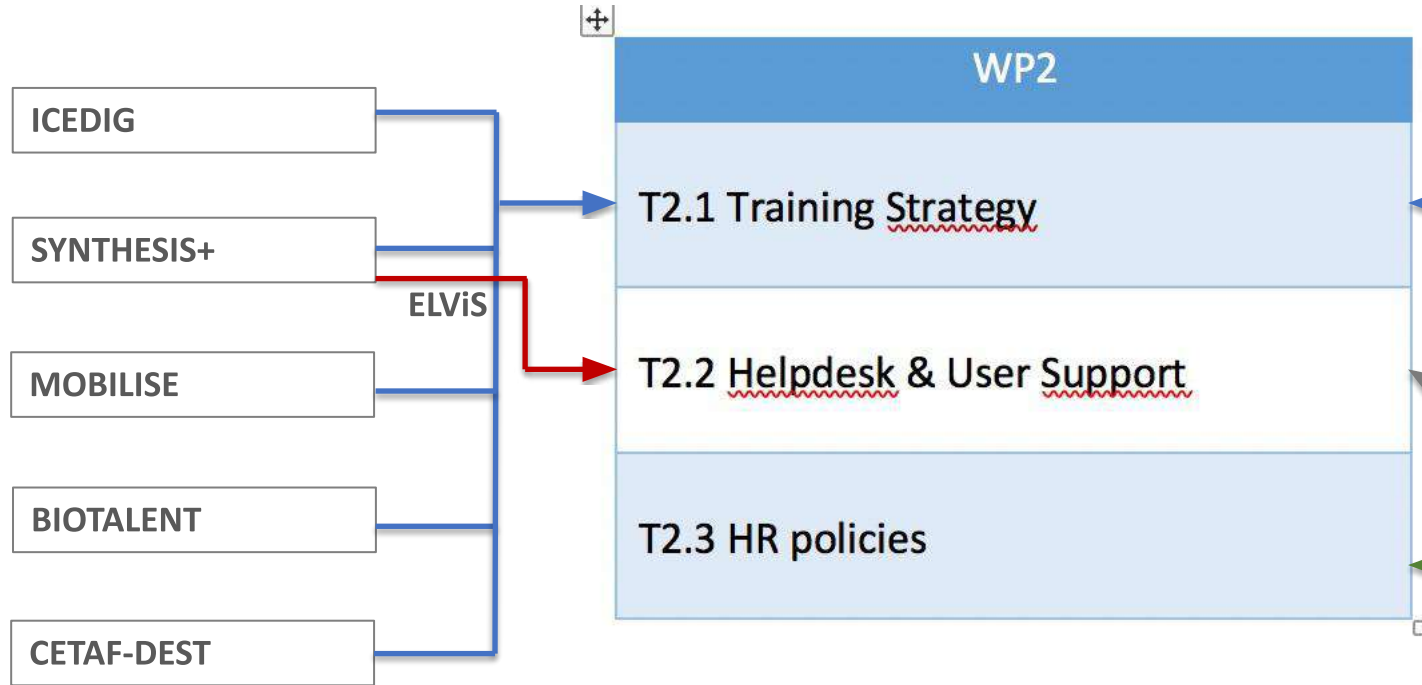 WP2
ICEDIG
SYNTHESIS+
ELViS
MOBILISE
BIOTALENT
CETAF-DEST
T2.1 Training Strategy
T2.2 Helpdesk & User Support
T2.3 HR policies